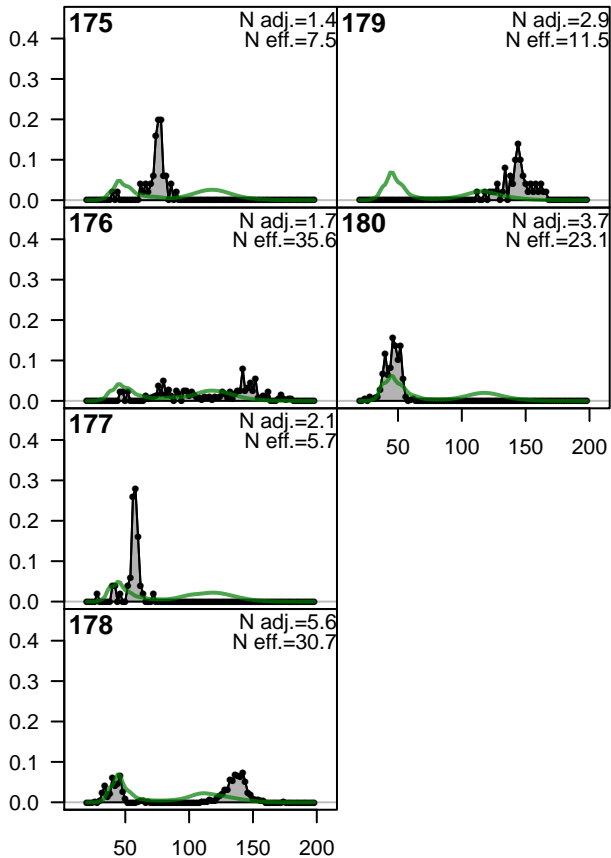 175 N adj.=1.4
N eff.=7.5
179 N adj.=2.9
N eff.=11.5
0.4
0.3
0.2
0.1
0.0
176 N adj.=1.7
N eff.=35.6
180 N adj.=3.7
N eff.=23.1
0.4
0.3
0.2
0.1
0.0
50 100 150 200
177 N adj.=2.1
N eff.=5.7
0.4
0.3
0.2
0.1
0.0
178 N adj.=5.6
N eff.=30.7
0.4
0.3
0.2
0.1
0.0
50 100 150 200